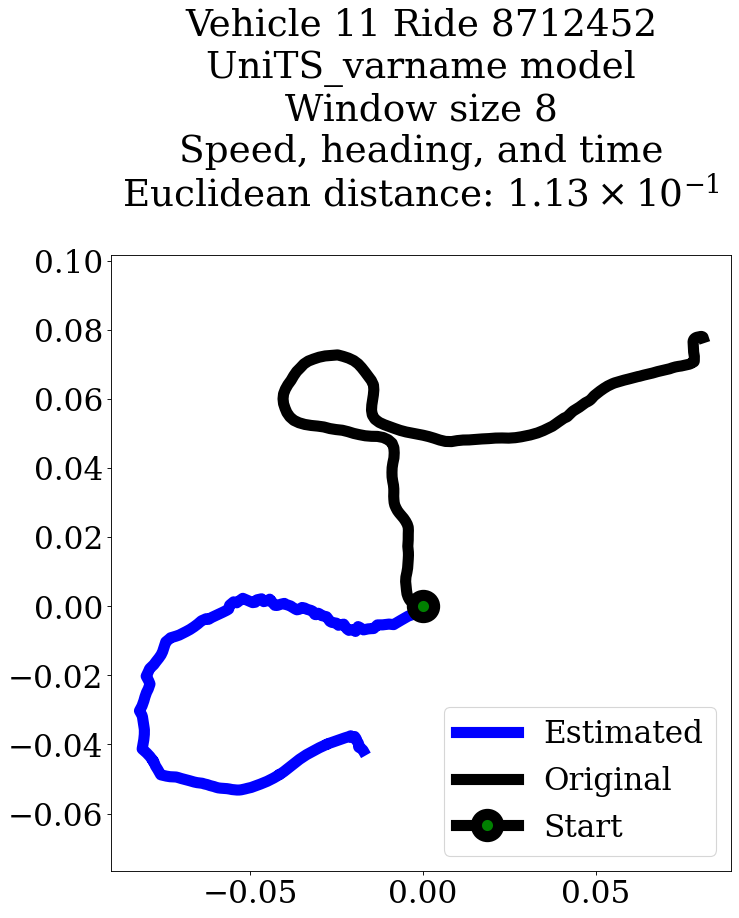 Vehicle 11 Ride 8712452
UniTS_varname model
Window size 8
Speed, heading, and time
Euclidean distance: 1.13 × 10⁻¹
0.10
0.08
0.06
0.04
0.02
0.00
−0.02
−0.04
−0.06
−0.05
0.00
0.05
Estimated
Original
Start